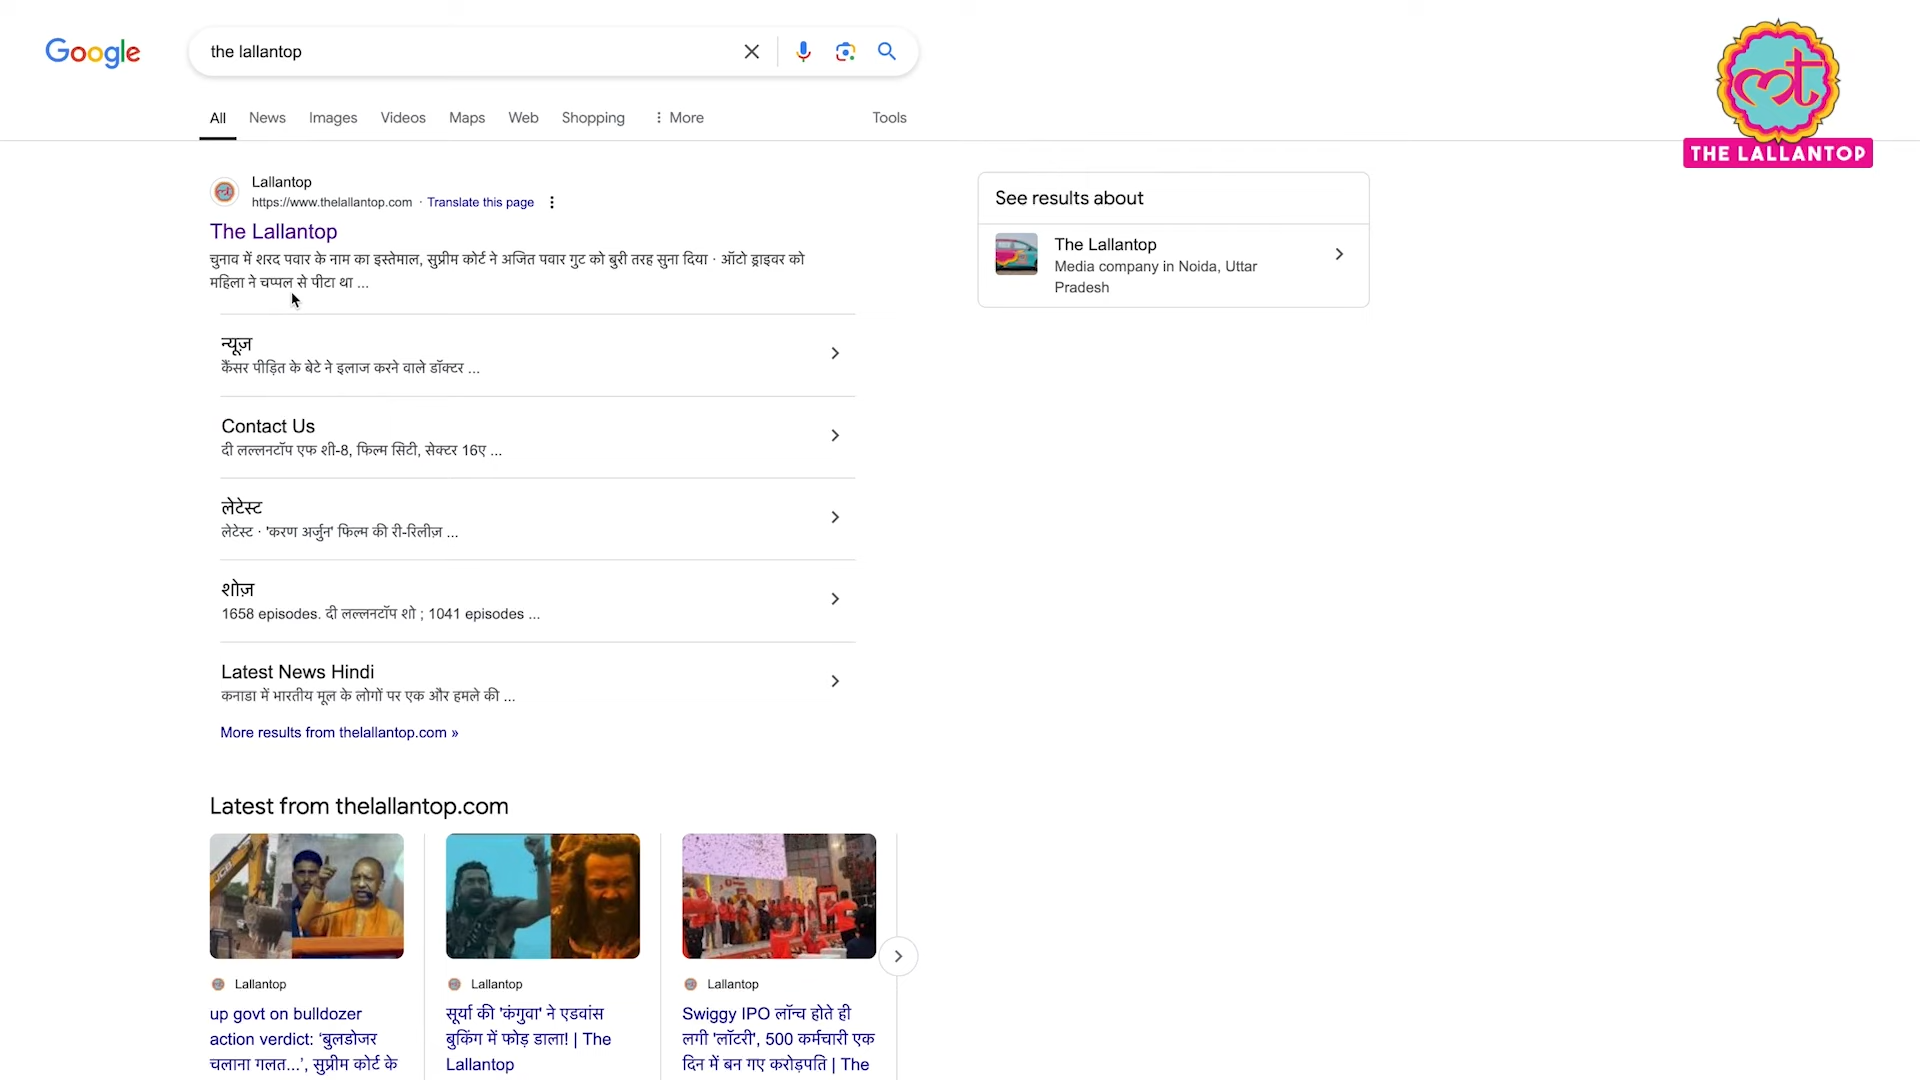 Google
the lallantop
All News Images Videos Maps Web Shopping More Tools
THE LALLANTOP
Lallantop
https://www.thelallantop.com · Translate this page
The Lallantop
चुनाव में शरद पवार के नाम का इस्तेमाल, सुप्रीम कोर्ट ने अजित पवार गुट को बुरी तरह सुना दिया · ऑटो ड्राइवर को
महिला ने चप्पल से पीटा था ...
See results about
The Lallantop
Media company in Noida, Uttar
Pradesh
न्यूज़
कैंसर पीड़ित के बेटे ने इलाज करने वाले डॉक्टर ...
Contact Us
दी लल्लनटॉप एफ शी-8, फिल्म सिटी, सेक्टर 16ए ...
लेटेस्ट
लेटेस्ट · 'करण अर्जुन' फिल्म की री-रिलीज़ ...
शोज़
1658 episodes. दी लल्लनटॉप शो ; 1041 episodes ...
Latest News Hindi
कनाडा में भारतीय मूल के लोगों पर एक और हमले की ...
More results from thelallantop.com »
Latest from thelallantop.com
JCB
Lallantop
up govt on bulldozer
action verdict: ‘बुलडोजर
चलाना गलत...’, सुप्रीम कोर्ट के
Lallantop
सूर्या की 'कंगुवा' ने एडवांस
बुकिंग में फोड़ डाला! | The
Lallantop
Lallantop
Swiggy IPO लॉन्च होते ही
लगी 'लॉटरी', 500 कर्मचारी एक
दिन में बन गए करोड़पति | The